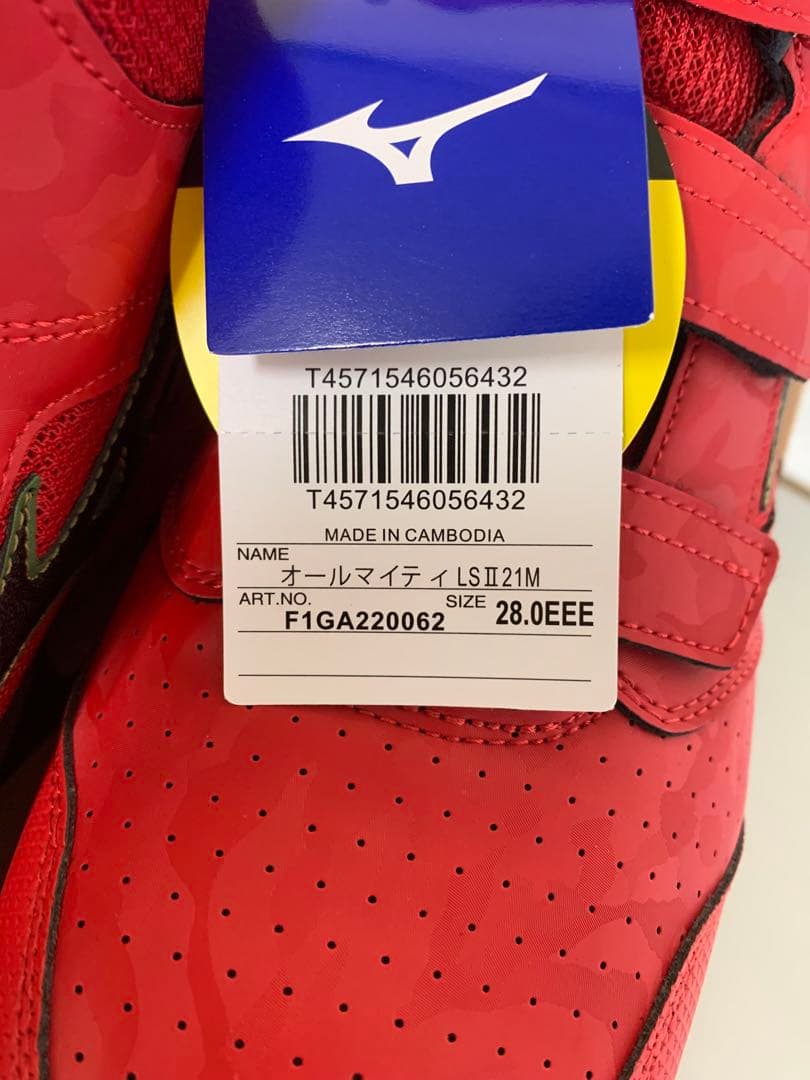 T4571546056432
T4571546056432
MADE IN CAMBODIA
NAME
オールマイティ LSⅡ21M
ART.NO. F1GA220062 SIZE 28.0EEE